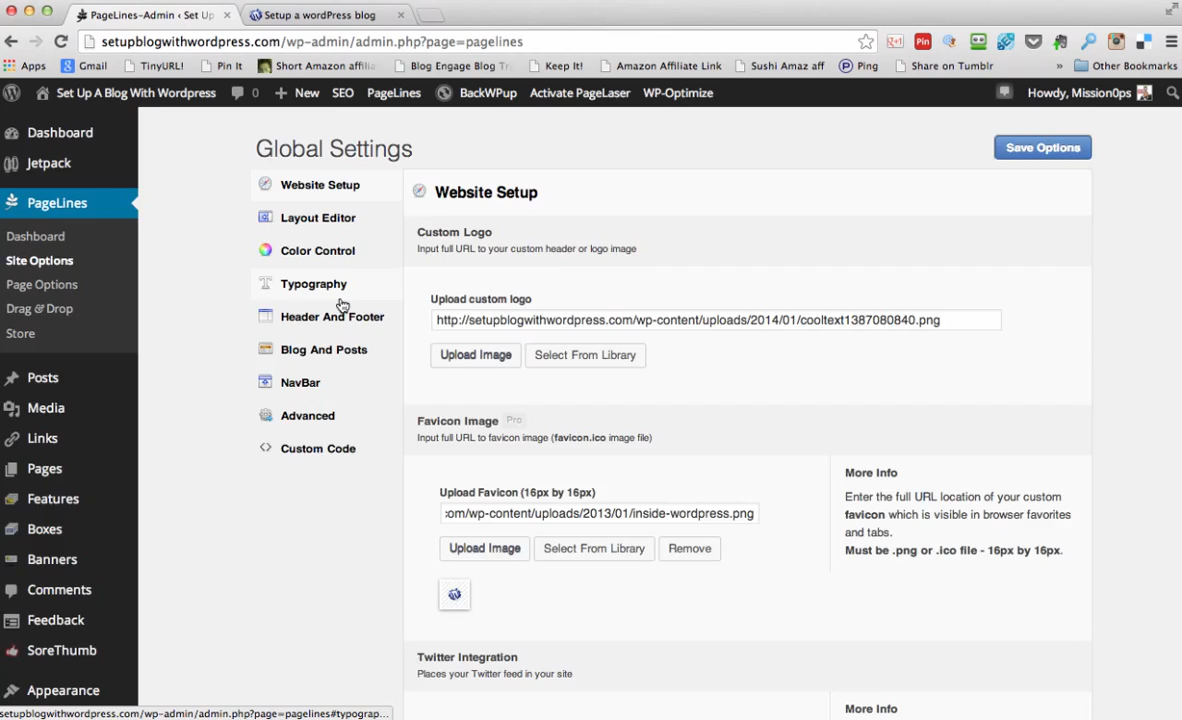 PageLines-Admin ‹ Set Up
Setup a wordPress blog
setupblogwithwordpress.com/wp-admin/admin.php?page=pagelines
Apps Gmail TinyURL! Pin It Short Amazon affilia Blog Engage Blog Tr Keep It! Amazon Affiliate Link Sushi Amaz aff Ping Share on Tumblr » Other Bookmarks
Set Up A Blog With Wordpress 0 + New SEO PageLines BackWPup Activate PageLaser WP-Optimize Howdy, Mission0ps
Dashboard
Jetpack
PageLines
Dashboard
Site Options
Page Options
Drag & Drop
Store
Posts
Media
Links
Pages
Features
Boxes
Banners
Comments
Feedback
SoreThumb
Appearance
Global Settings
Save Options
Website Setup
Layout Editor
Color Control
Typography
Header And Footer
Blog And Posts
NavBar
Advanced
Custom Code
Website Setup
Custom Logo
Input full URL to your custom header or logo image
Upload custom logo
http://setupblogwithwordpress.com/wp-content/uploads/2014/01/cooltext1387080840.png
Upload Image Select From Library
Favicon Image Pro
Input full URL to favicon image (favicon.ico image file)
Upload Favicon (16px by 16px)
:om/wp-content/uploads/2013/01/inside-wordpress.png
Upload Image Select From Library Remove
More Info
Enter the full URL location of your custom
favicon which is visible in browser favorites
and tabs.
Must be .png or .ico file - 16px by 16px.
Twitter Integration
Places your Twitter feed in your site
More Info
setupblogwithwordpress.com/wp-admin/admin.php?page=pagelines#typograp...